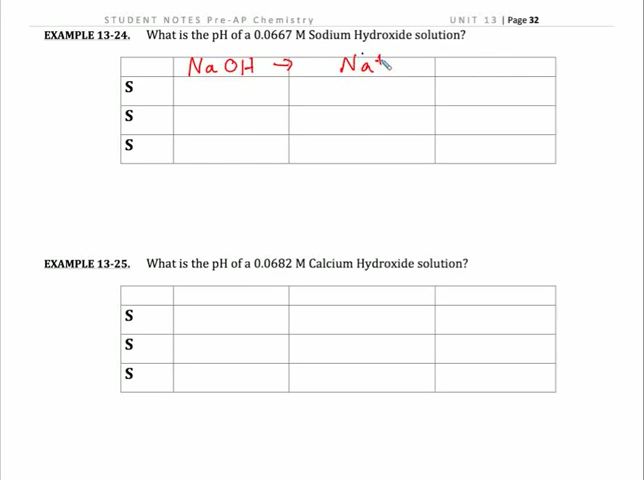 STUDENT NOTES Pre-AP Chemistry UNIT 13 | Page 32
EXAMPLE 13-24. What is the pH of a 0.0667 M Sodium Hydroxide solution?
NaOH → Na+
S
S
S
EXAMPLE 13-25. What is the pH of a 0.0682 M Calcium Hydroxide solution?
S
S
S